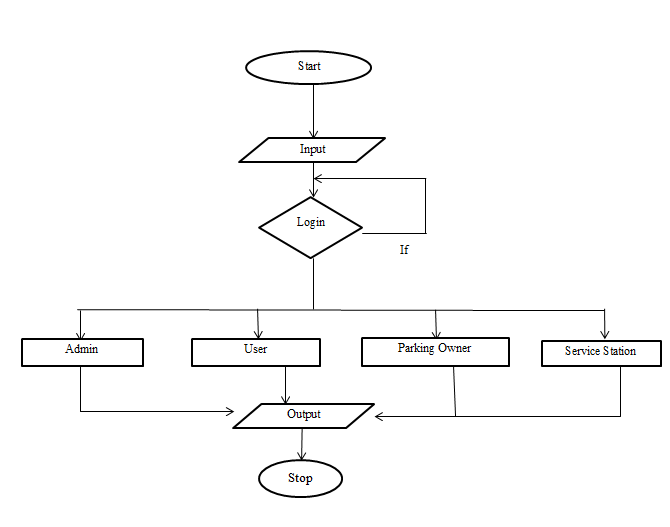 Start
Input
Login
If
Admin
User
Parking Owner
Service Station
Output
Stop